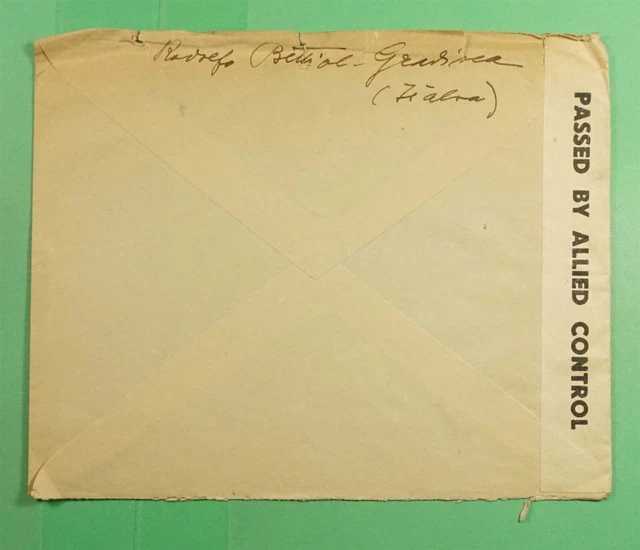 Rodolfo Bettiol - Gradisca
(Italia)
PASSED BY ALLIED CONTROL